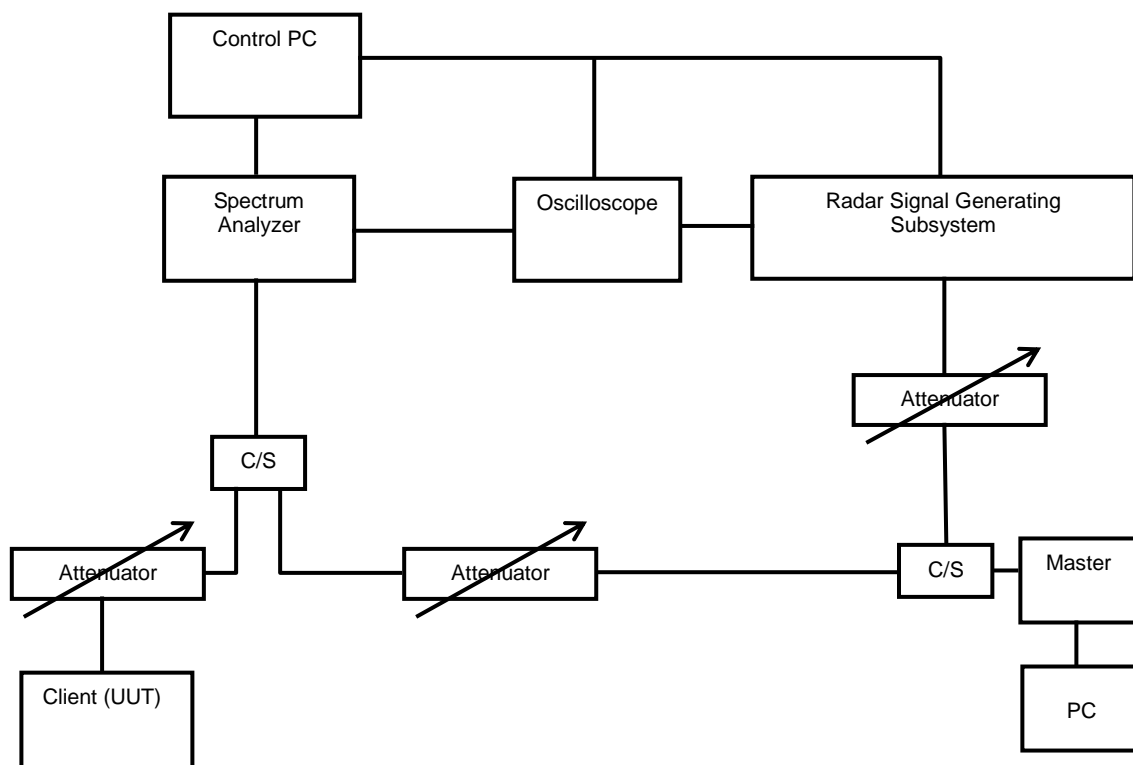 Control PC
Spectrum
Analyzer
Oscilloscope
Radar Signal Generating
Subsystem
Attenuator
C/S
Attenuator
Attenuator
C/S
Master
Client (UUT)
PC